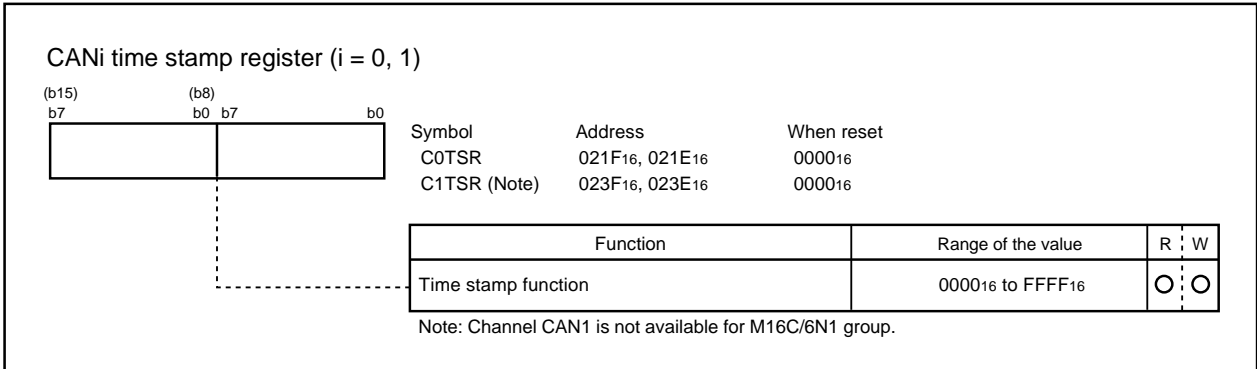 CANi time stamp register (i = 0, 1)
(b15) (b8)
b7 b0 b7 b0
Symbol Address When reset
C0TSR 021F16, 021E16 000016
C1TSR (Note) 023F16, 023E16 000016
Function Range of the value R W
Time stamp function 000016 to FFFF16
Note: Channel CAN1 is not available for M16C/6N1 group.